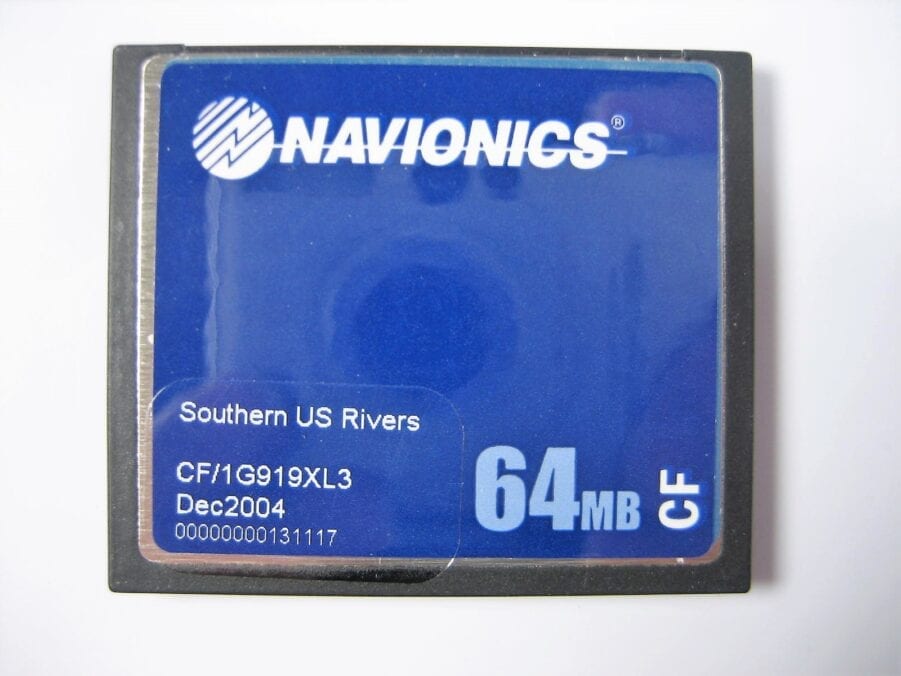 NAVIONICS®
Southern US Rivers
CF/1G919XL3
Dec2004
00000000131117
64MB
CF